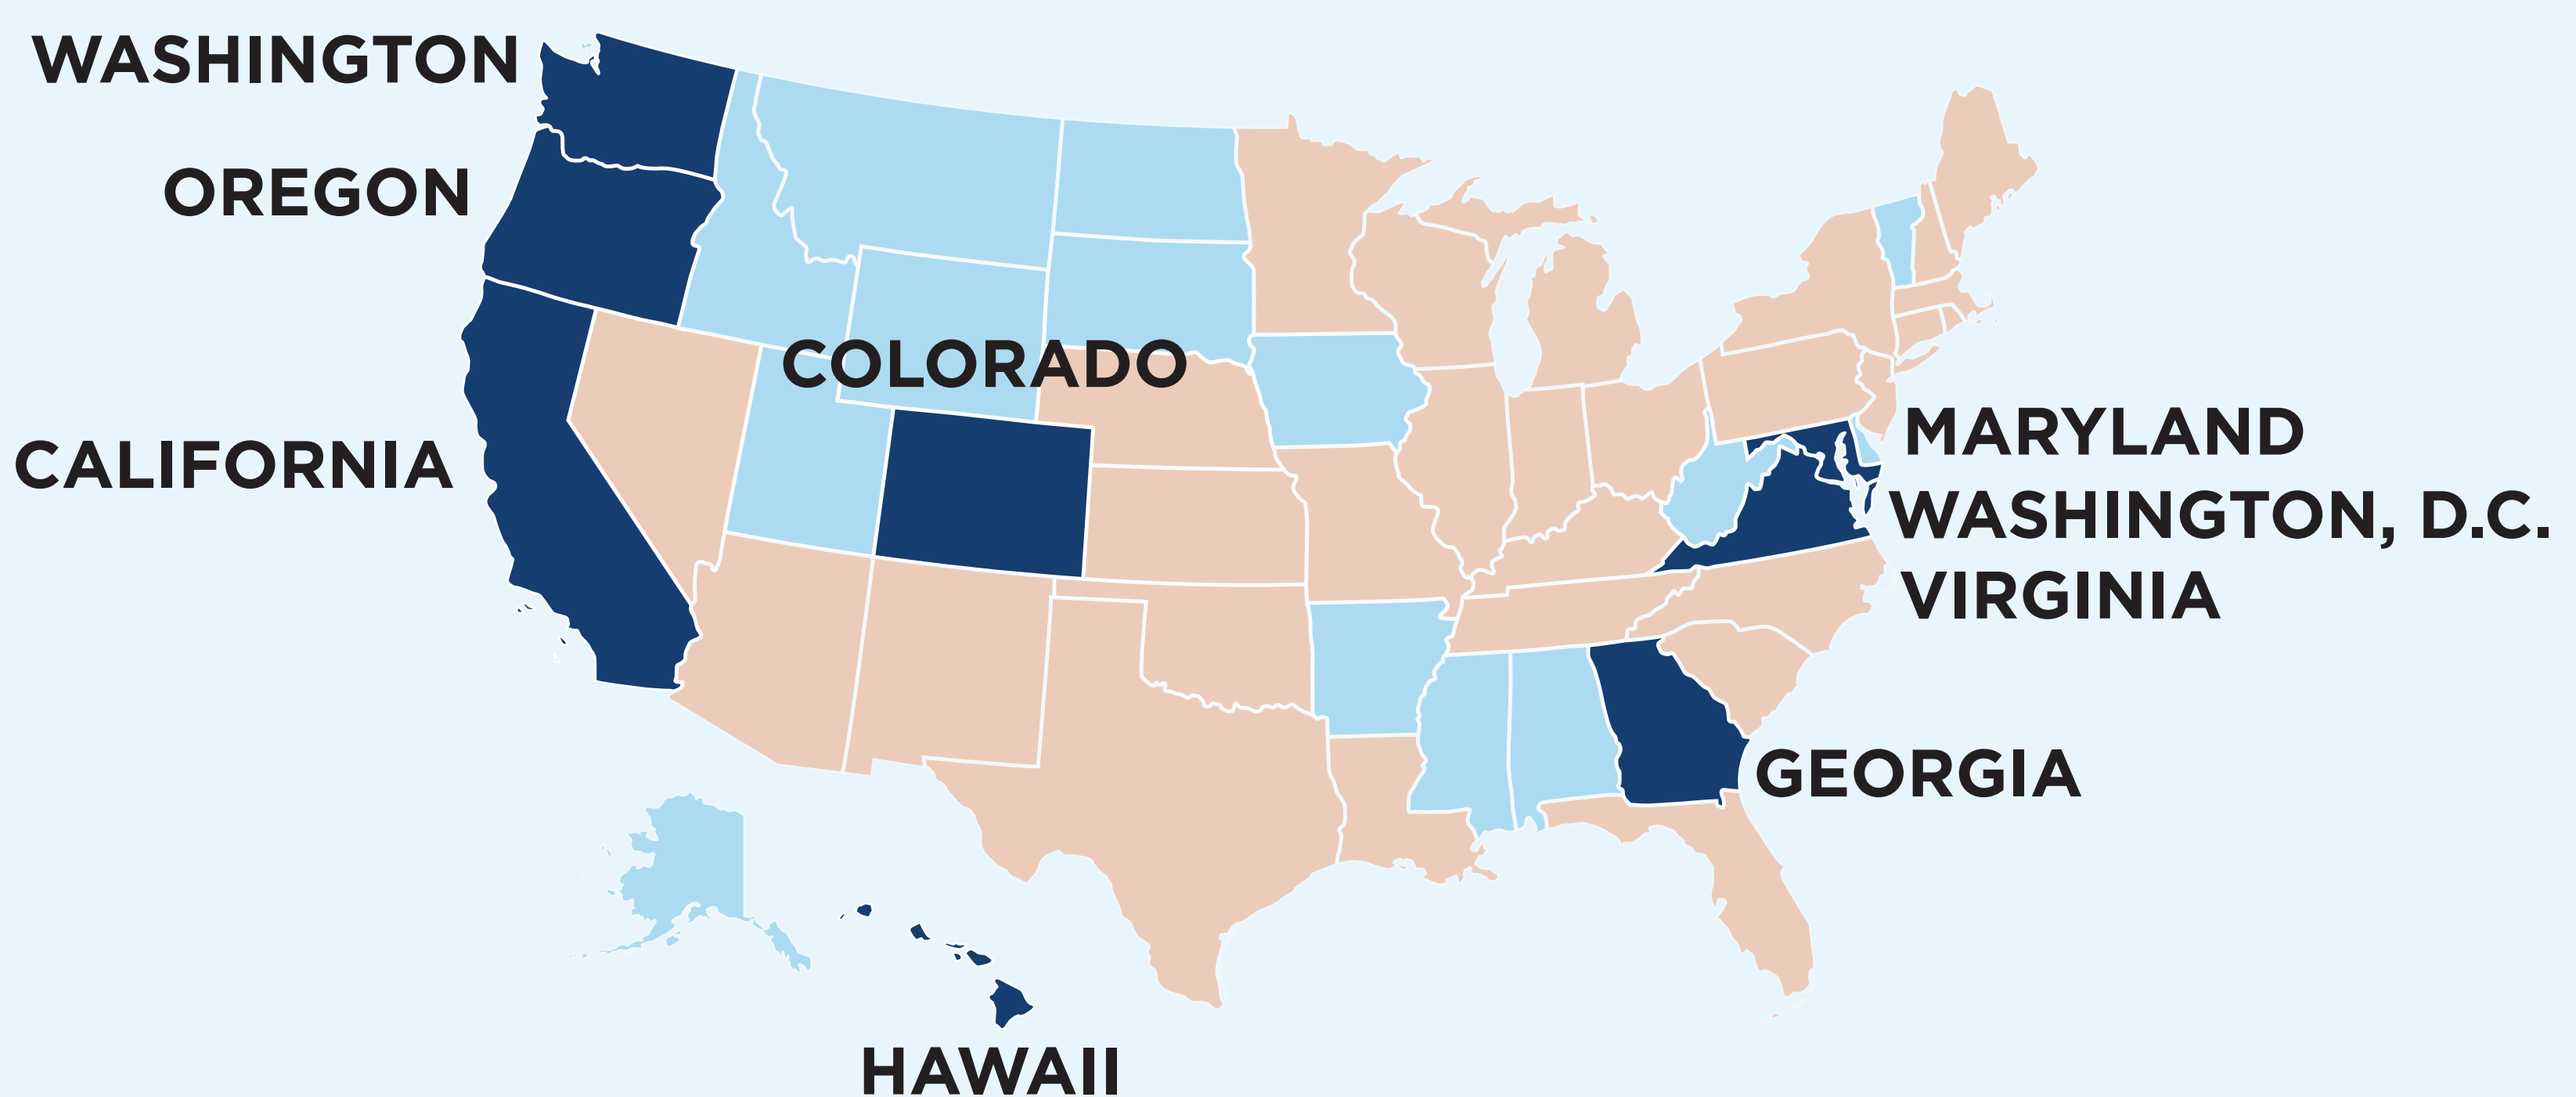 WASHINGTON
OREGON
COLORADO
CALIFORNIA
MARYLAND
WASHINGTON, D.C.
VIRGINIA
GEORGIA
HAWAII